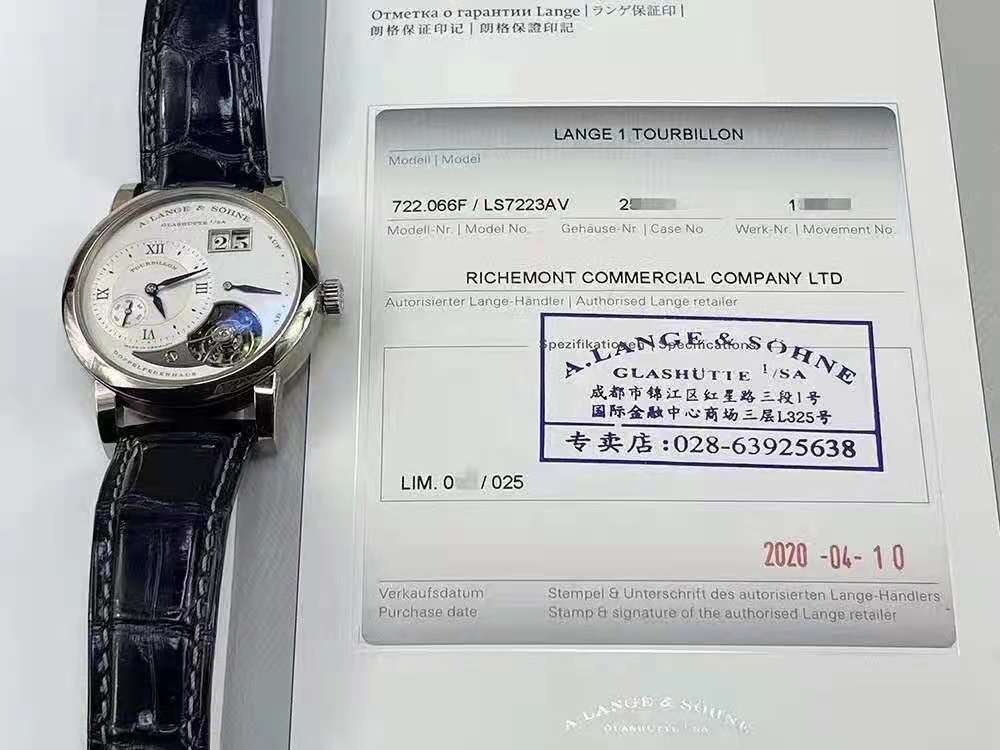 Отметка о гарантии Lange | ランゲ保証印 |
朗格保证印记 | 朗格保證印記
LANGE 1 TOURBILLON
Modell | Model
722.066F / LS7223AV 2 1
Modell-Nr. | Model No. Gehäuse-Nr | Case No Werk-Nr. | Movement No.
RICHEMONT COMMERCIAL COMPANY LTD
Autorisierter Lange-Händler | Authorised Lange retailer
Spezifikationen | Specifications
A. LANGE & SÖHNE
GLASHÜTTE I/SA
成都市锦江区红星路三段1号
国际金融中心商场三层L325号
专卖店:028-63925638
LIM. 0 / 025
2020 -04- 10
Verkaufsdatum Stempel & Unterschrift des autorisierten Lange-Händlers
Purchase date Stamp & signature of the authorised Lange retailer
A. LANGE & SÖHNE
GLASHÜTTE I/SA
A. LANGE & SÖHNE
GLASHÜTTE I/SA
25
XII
TOURBILLON
IX III
VI
AUF
AB
DOPPELFEDERHAUS